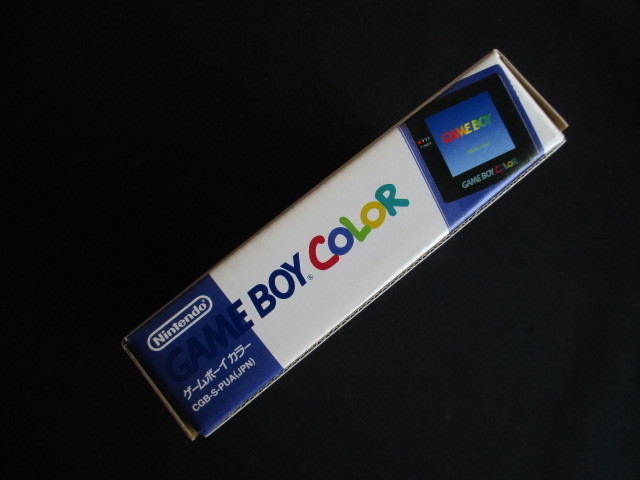 Nintendo
GAME BOY COLOR
ゲームボーイカラー
CGB-S-PUA(JPN)
GAME BOY
GAME BOY COLOR